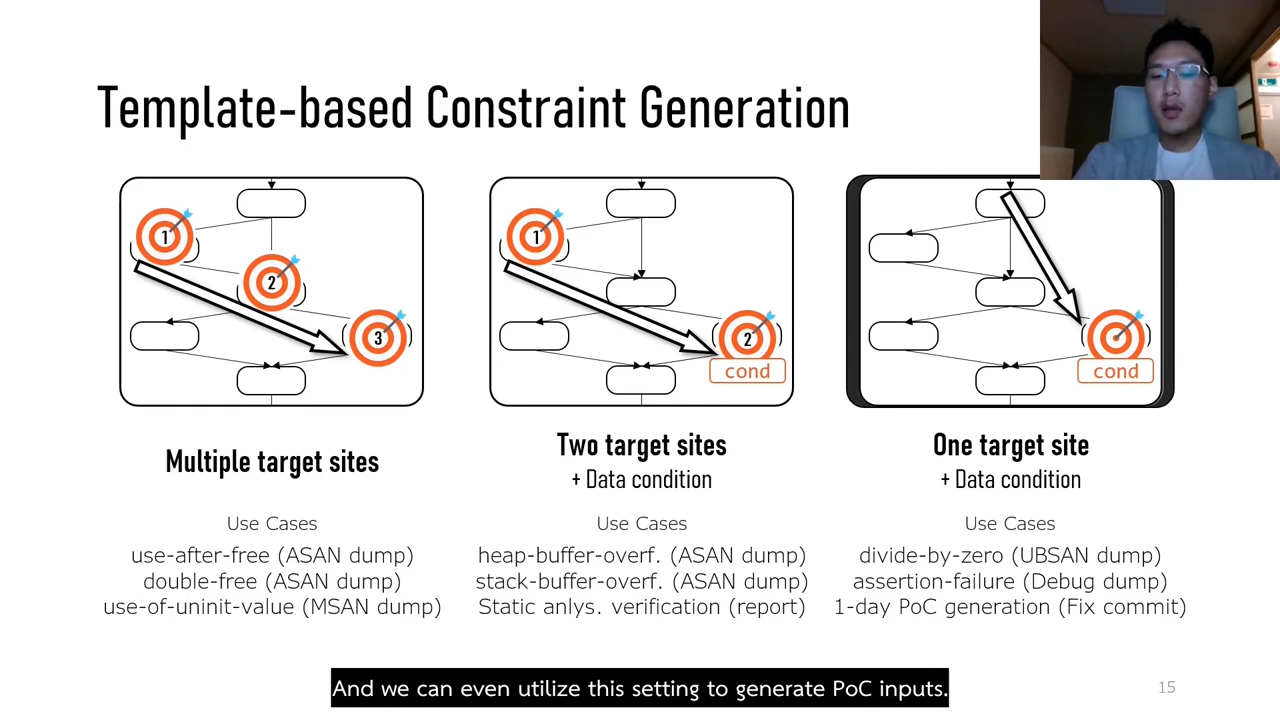 Template-based Constraint Generation
1
2
3
Multiple target sites
Use Cases
use-after-free (ASAN dump)
double-free (ASAN dump)
use-of-uninit-value (MSAN dump)
1
2
cond
Two target sites
+ Data condition
Use Cases
heap-buffer-overf. (ASAN dump)
stack-buffer-overf. (ASAN dump)
Static anlys. verification (report)
cond
One target site
+ Data condition
Use Cases
divide-by-zero (UBSAN dump)
assertion-failure (Debug dump)
1-day PoC generation (Fix commit)
And we can even utilize this setting to generate PoC inputs.
15